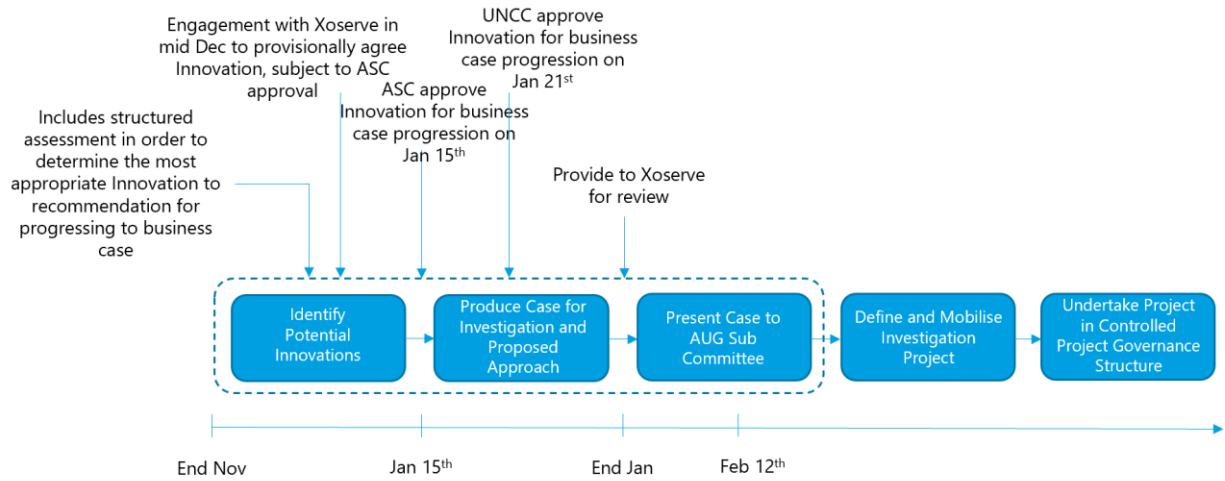 Engagement with Xoserve in
mid Dec to provisionally agree
Innovation, subject to ASC
approval
UNCC approve
Innovation for business
case progression on
Jan 21st
ASC approve
Innovation for business
case progression on
Jan 15th
Includes structured
assessment in order to
determine the most
appropriate Innovation to
recommendation for
progressing to business
case
Provide to Xoserve
for review
Identify
Potential
Innovations
Produce Case for
Investigation and
Proposed
Approach
Present Case to
AUG Sub
Committee
Define and Mobilise
Investigation
Project
Undertake Project
in Controlled
Project Governance
Structure
End Nov
Jan 15th
End Jan
Feb 12th